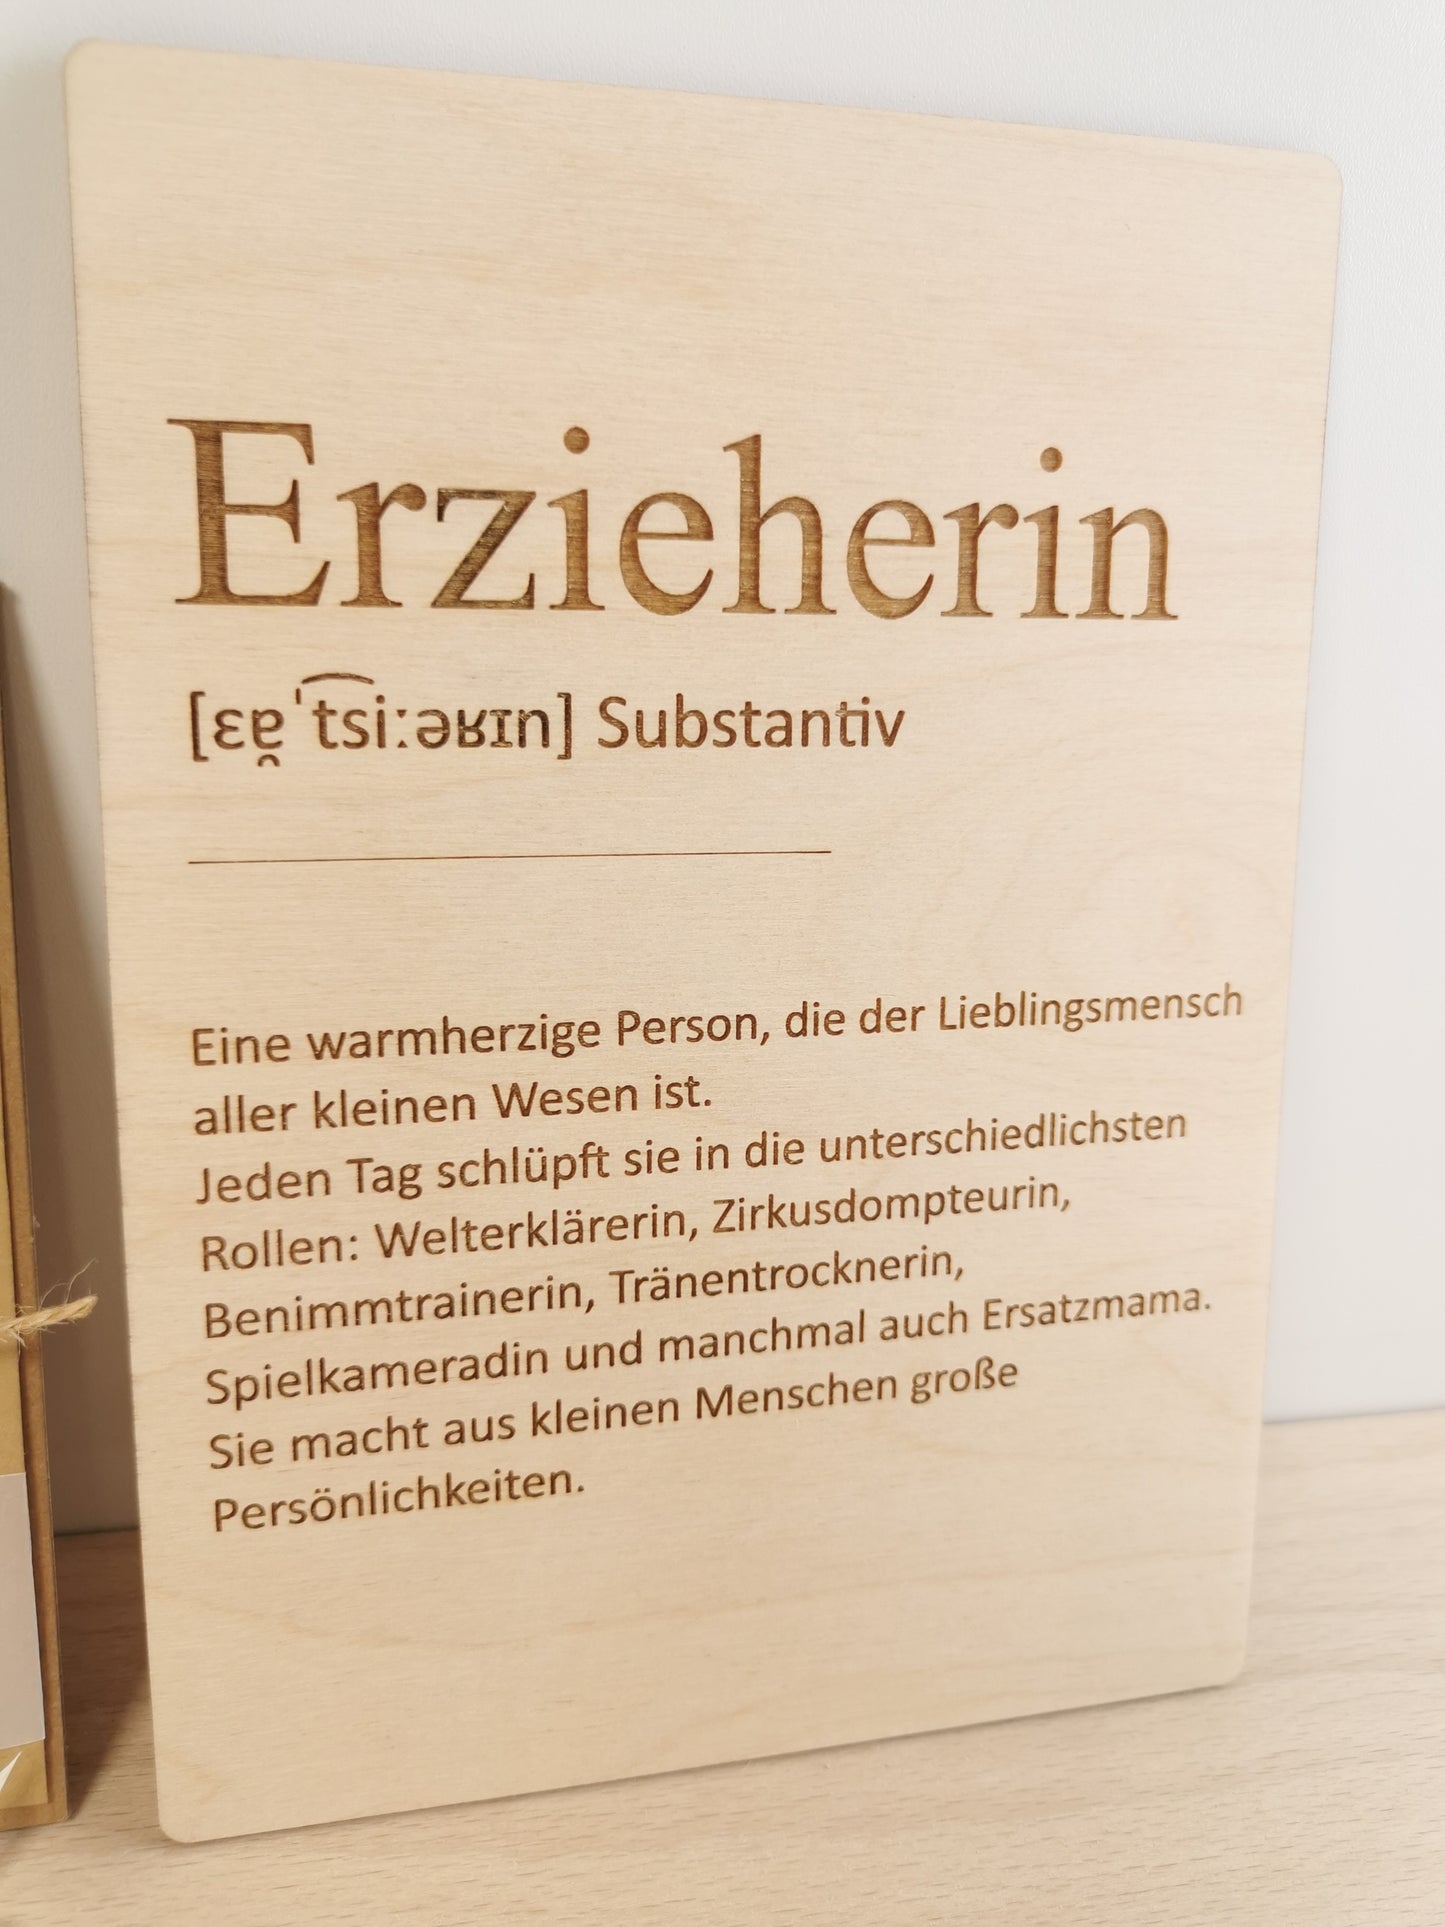 Erzieherin
[ɛɐ̯ˈt͡siːəʁɪn] Substantiv
Eine warmherzige Person, die der Lieblingsmensch
aller kleinen Wesen ist.
Jeden Tag schlüpft sie in die unterschiedlichsten
Rollen: Welterklärerin, Zirkusdompteurin,
Benimmtrainerin, Tränentrocknerin,
Spielkameradin und manchmal auch Ersatzmama.
Sie macht aus kleinen Menschen große
Persönlichkeiten.